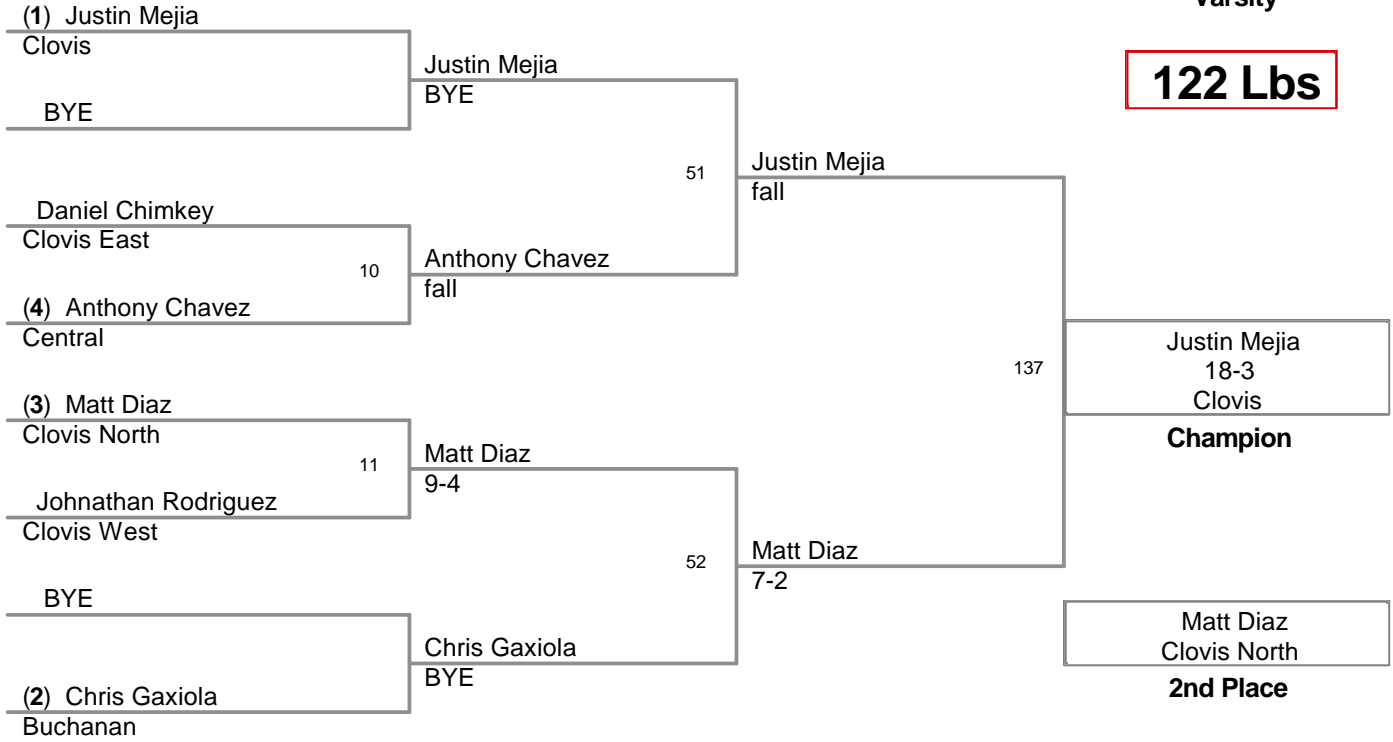 Varsity
122 Lbs
(1) Justin Mejia
Clovis
BYE
Daniel Chimkey
Clovis East
10
(4) Anthony Chavez
Central
(3) Matt Diaz
Clovis North
11
Johnathan Rodriguez
Clovis West
BYE
(2) Chris Gaxiola
Buchanan
Justin Mejia
BYE
51
Anthony Chavez
fall
Matt Diaz
9-4
52
Chris Gaxiola
BYE
Justin Mejia
fall
137
Matt Diaz
7-2
Justin Mejia
18-3
Clovis
Champion
Matt Diaz
Clovis North
2nd Place